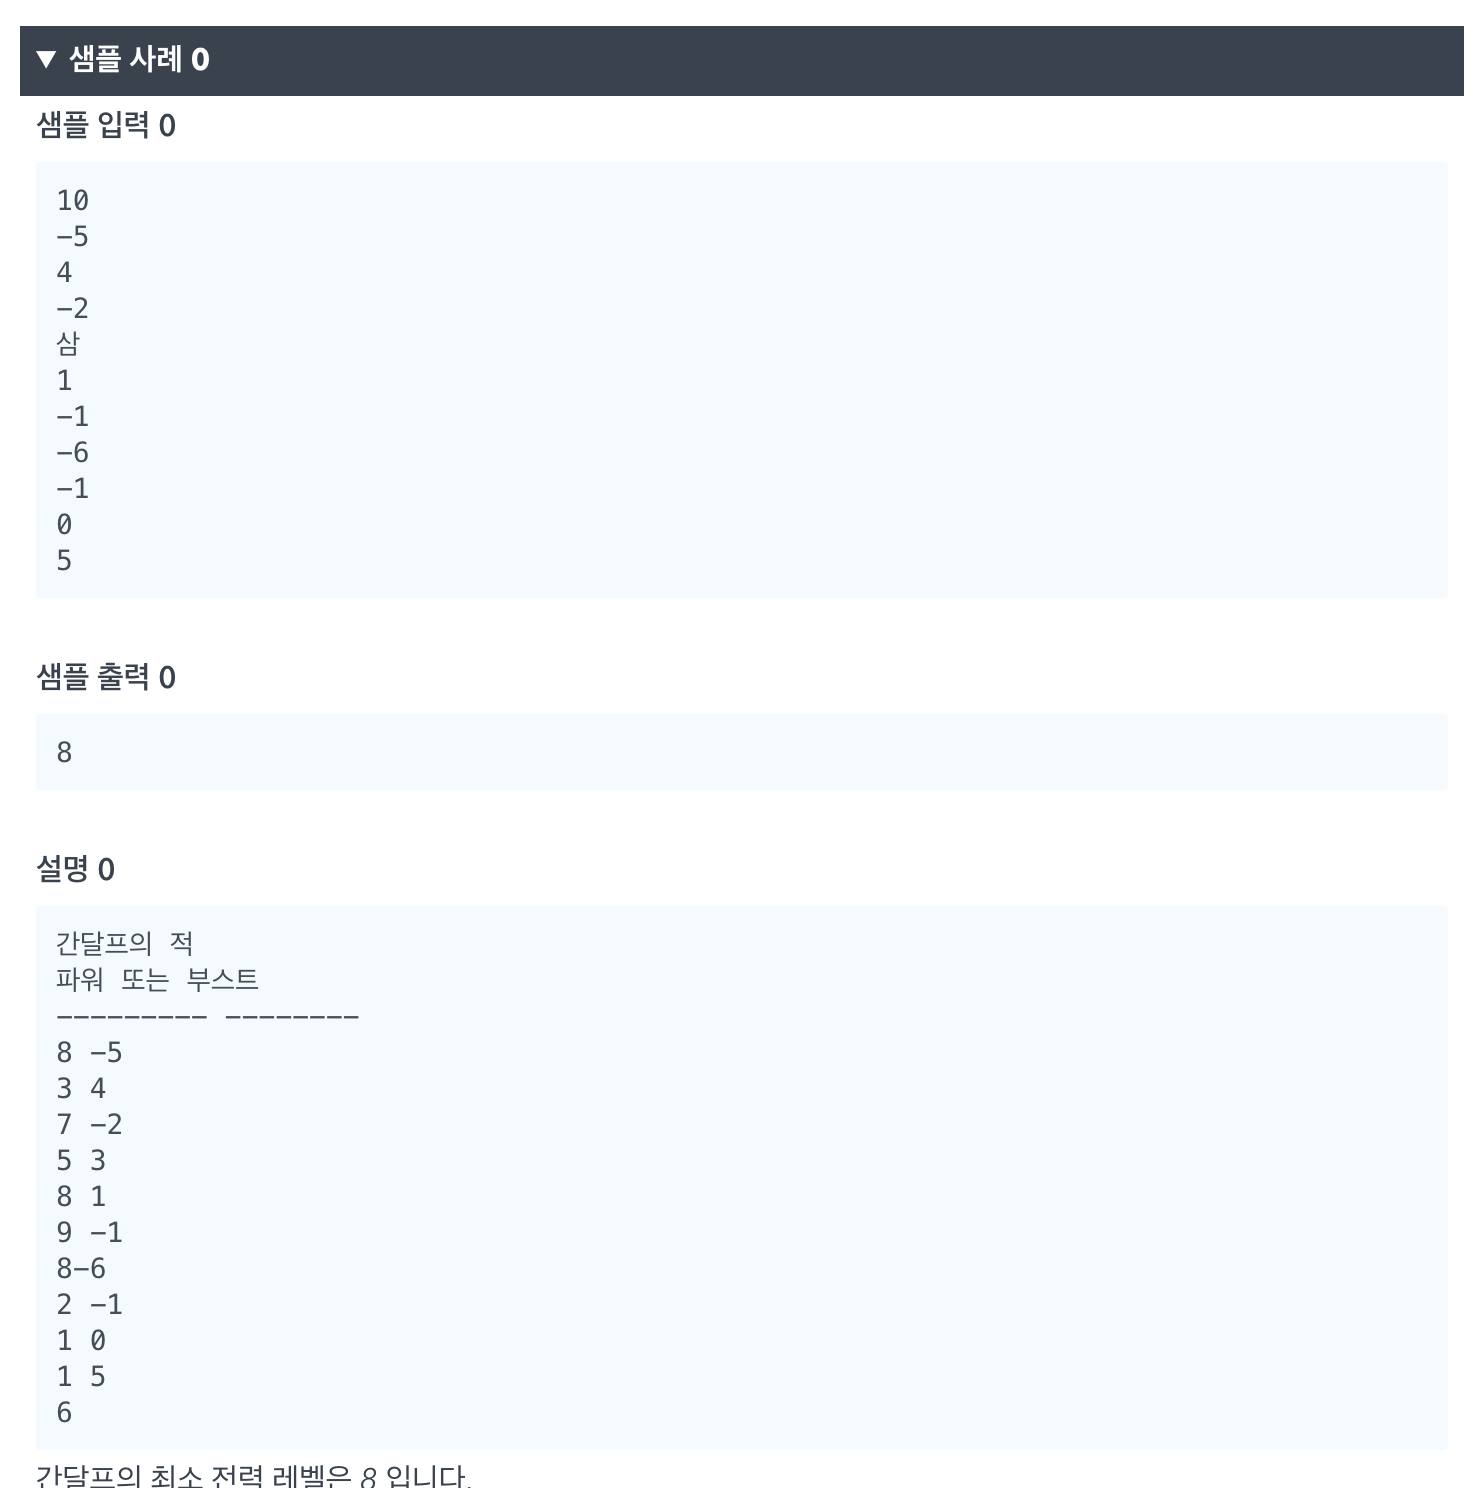 ▼ 샘플 사례 0
샘플 입력 0
10
-5
4
-2
삼
1
-1
-6
-1
0
5
샘플 출력 0
8
설명 0
간달프의 적
파워 또는 부스트
--------- --------
8 -5
3 4
7 -2
5 3
8 1
9 -1
8-6
2 -1
1 0
1 5
6
간달프의 최소 전력 레벨은 8 입니다.